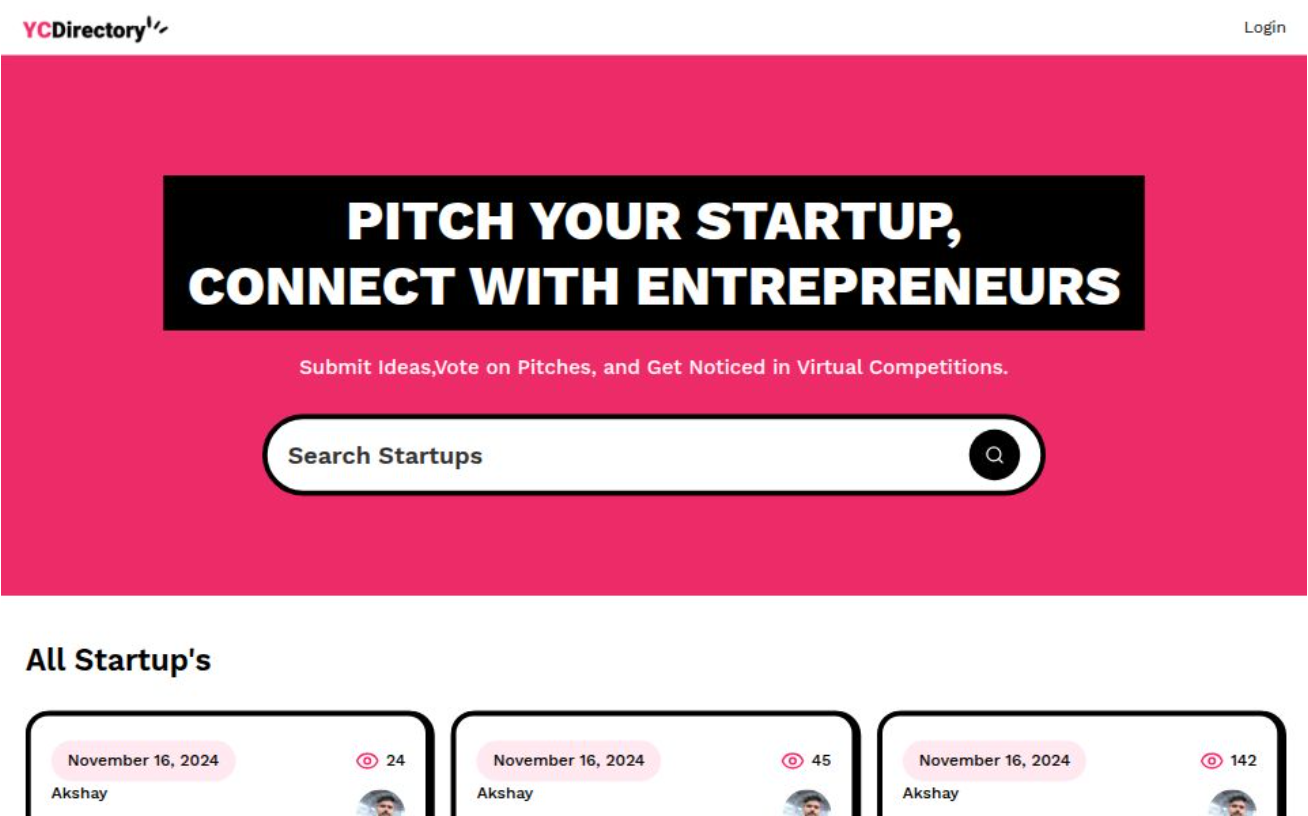 YCDirectory
Login
PITCH YOUR STARTUP,
CONNECT WITH ENTREPRENEURS
Submit Ideas,Vote on Pitches, and Get Noticed in Virtual Competitions.
Search Startups
All Startup's
November 16, 2024 24
Akshay
November 16, 2024 45
Akshay
November 16, 2024 142
Akshay